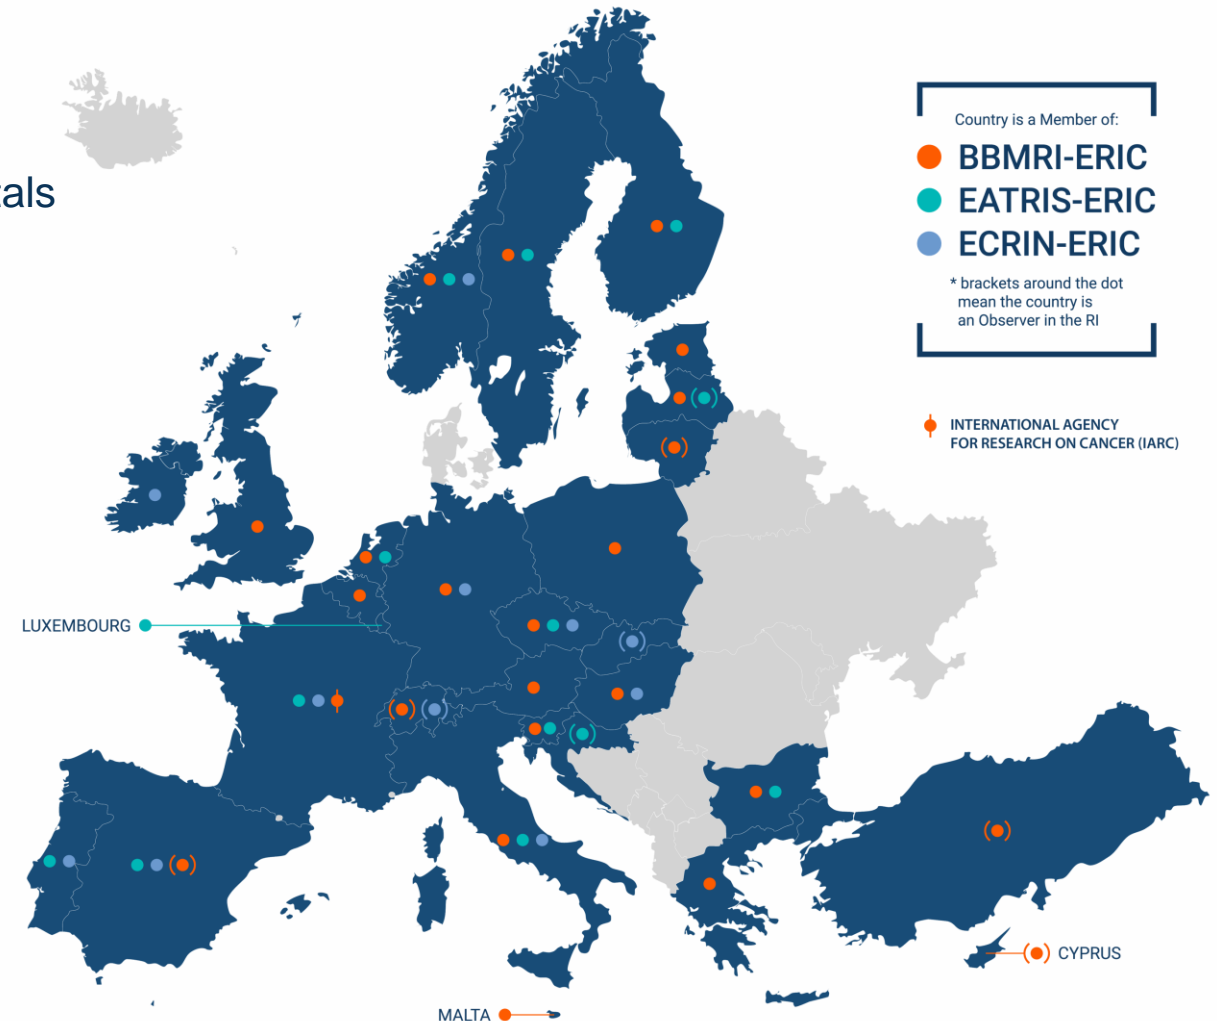 tals
Country is a Member of:
BBMRI-ERIC
EATRIS-ERIC
ECRIN-ERIC
* brackets around the dot
mean the country is
an Observer in the RI
INTERNATIONAL AGENCY
FOR RESEARCH ON CANCER (IARC)
LUXEMBOURG
CYPRUS
MALTA